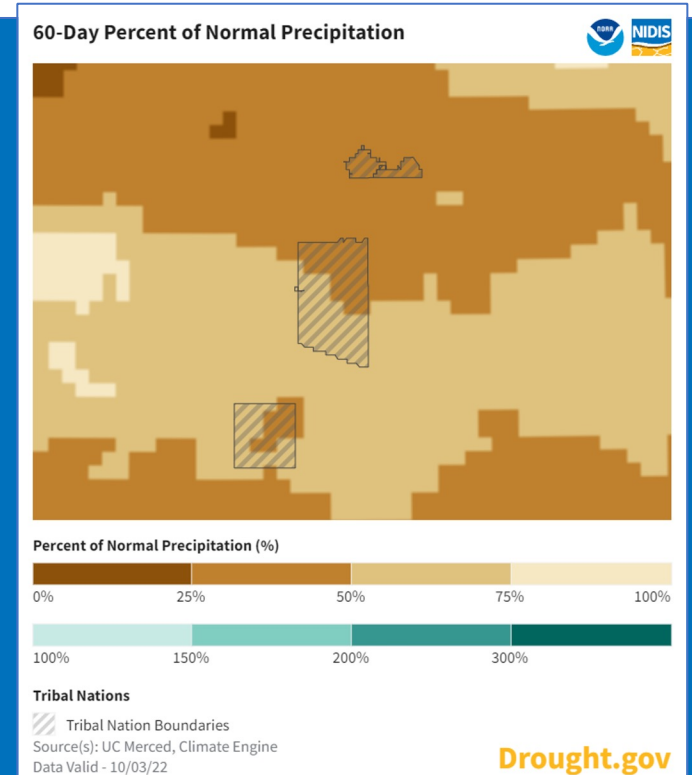 60-Day Percent of Normal Precipitation
NOAA
NIDIS
Percent of Normal Precipitation (%)
0% 25% 50% 75% 100%
100% 150% 200% 300%
Tribal Nations
Tribal Nation Boundaries
Source(s): UC Merced, Climate Engine
Data Valid - 10/03/22
Drought.gov